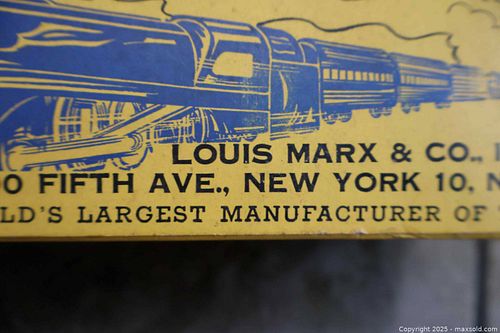 LOUIS MARX & CO.,
0 FIFTH AVE., NEW YORK 10, N
LD'S LARGEST MANUFACTURER OF
Copyright 2025 - maxsold.com